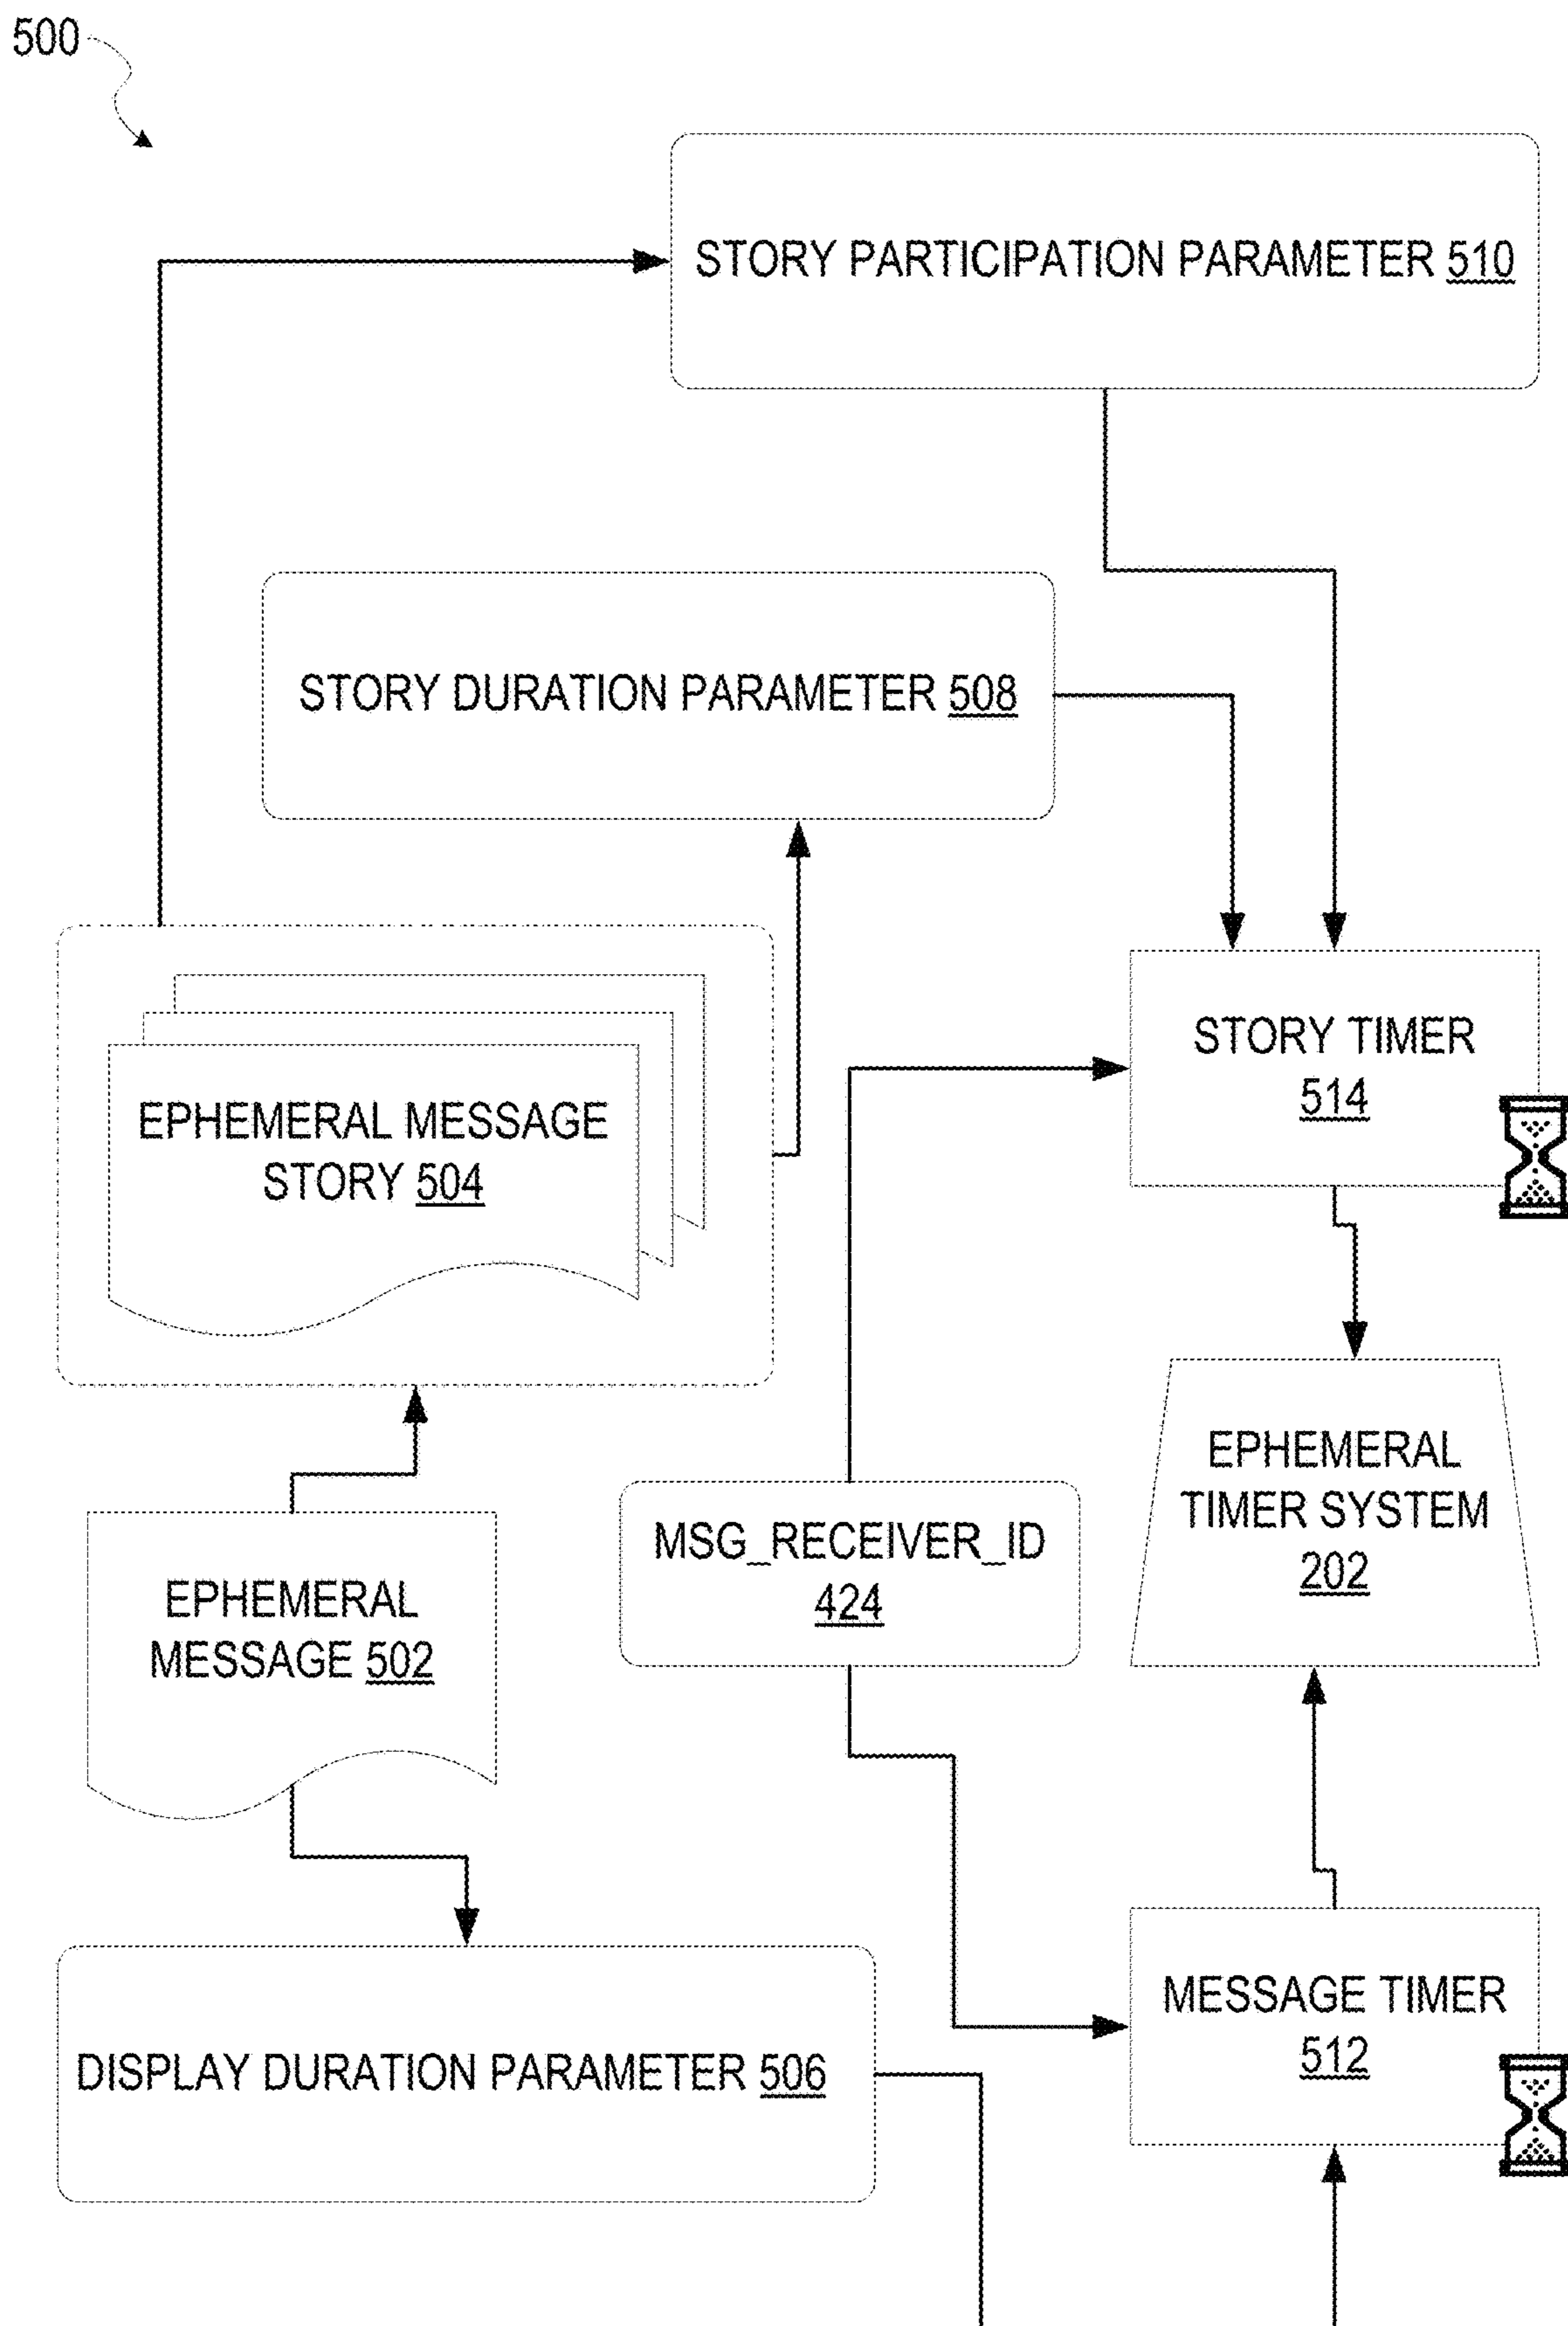 500
STORY PARTICIPATION PARAMETER 510
STORY DURATION PARAMETER 508
STORY TIMER
514
EPHEMERAL MESSAGE
STORY 504
EPHEMERAL
TIMER SYSTEM
202
MSG_RECEIVER_ID
424
EPHEMERAL
MESSAGE 502
MESSAGE TIMER
512
DISPLAY DURATION PARAMETER 506